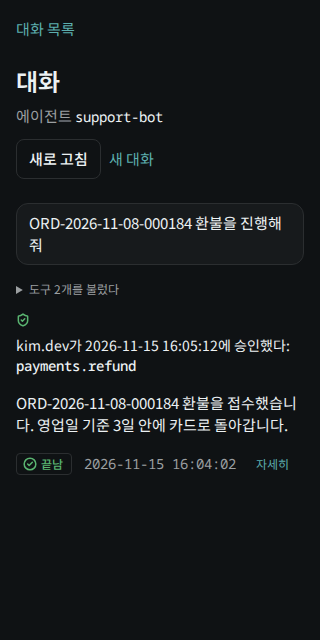 대화 목록
대화
에이전트 support-bot
새로 고침 새 대화
ORD-2026-11-08-000184 환불을 진행해
줘
▶ 도구 2개를 불렀다
kim.dev가 2026-11-15 16:05:12에 승인했다:
payments.refund
ORD-2026-11-08-000184 환불을 접수했습니
다. 영업일 기준 3일 안에 카드로 돌아갑니다.
끝남 2026-11-15 16:04:02 자세히